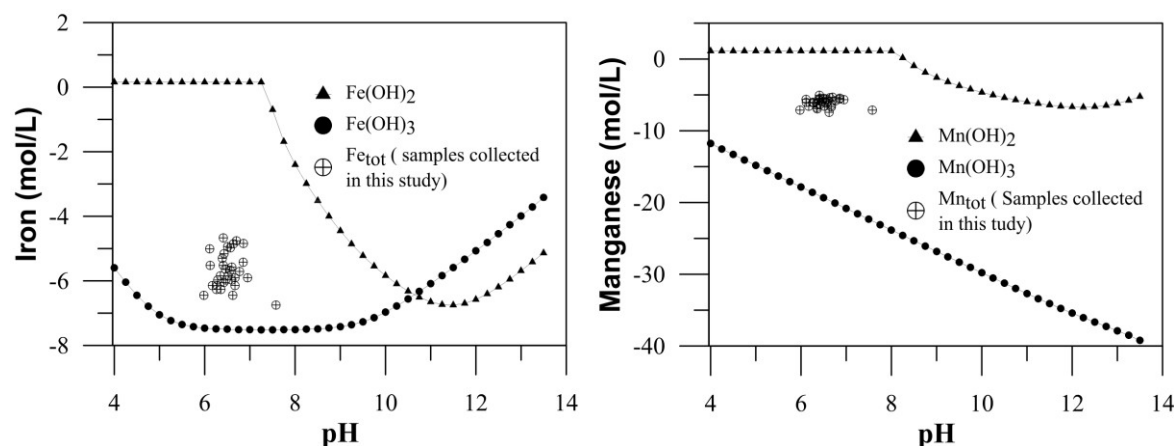 Iron (mol/L)
2
0
-2
-4
-6
-8
Fe(OH)2
Fe(OH)3
Fetot ( samples collected
in this study)
4 6 8 10 12 14
pH
Manganese (mol/L)
0
-10
-20
-30
-40
Mn(OH)2
Mn(OH)3
Mntot ( Samples collected
in this tudy)
4 6 8 10 12 14
pH